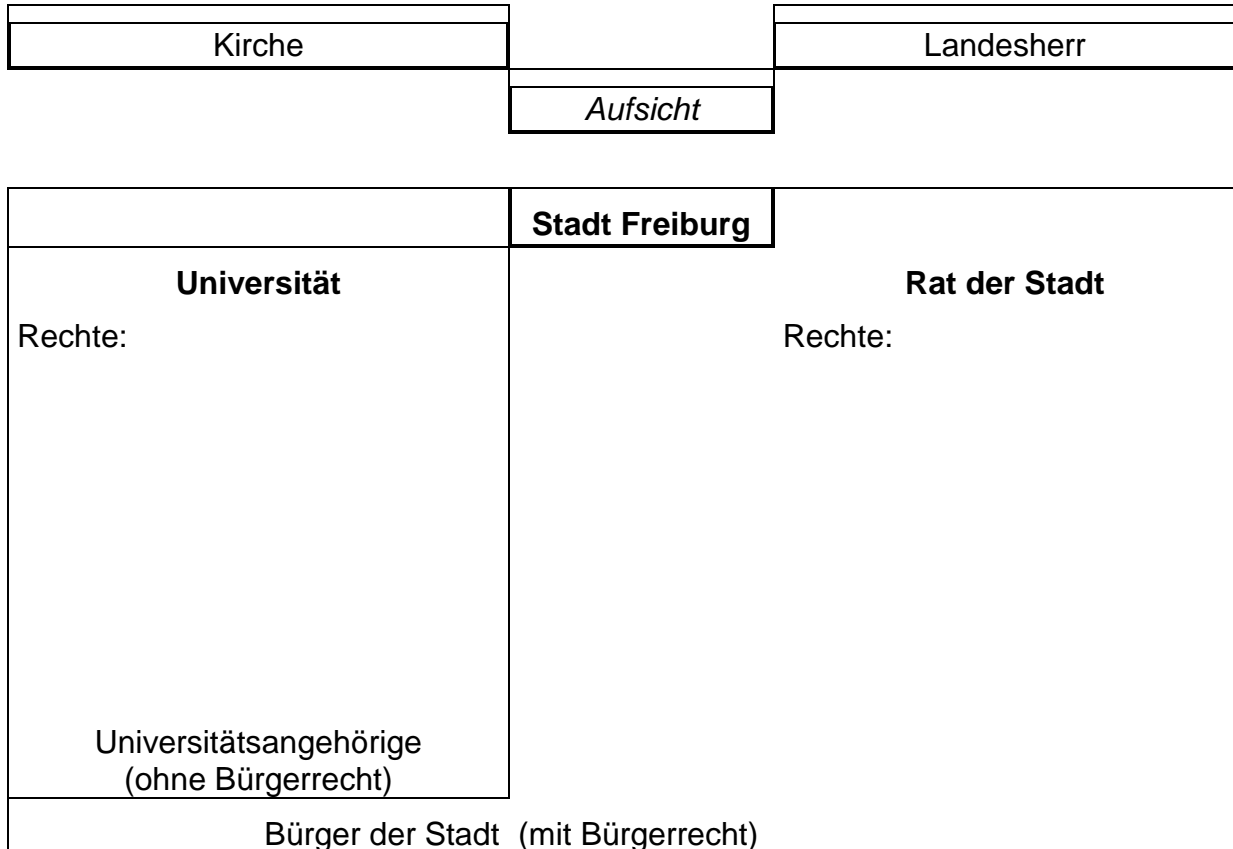 Kirche
Landesherr
Aufsicht
Stadt Freiburg
Universität
Rat der Stadt
Rechte:
Rechte:
Universitätsangehörige
(ohne Bürgerrecht)
Bürger der Stadt (mit Bürgerrecht)